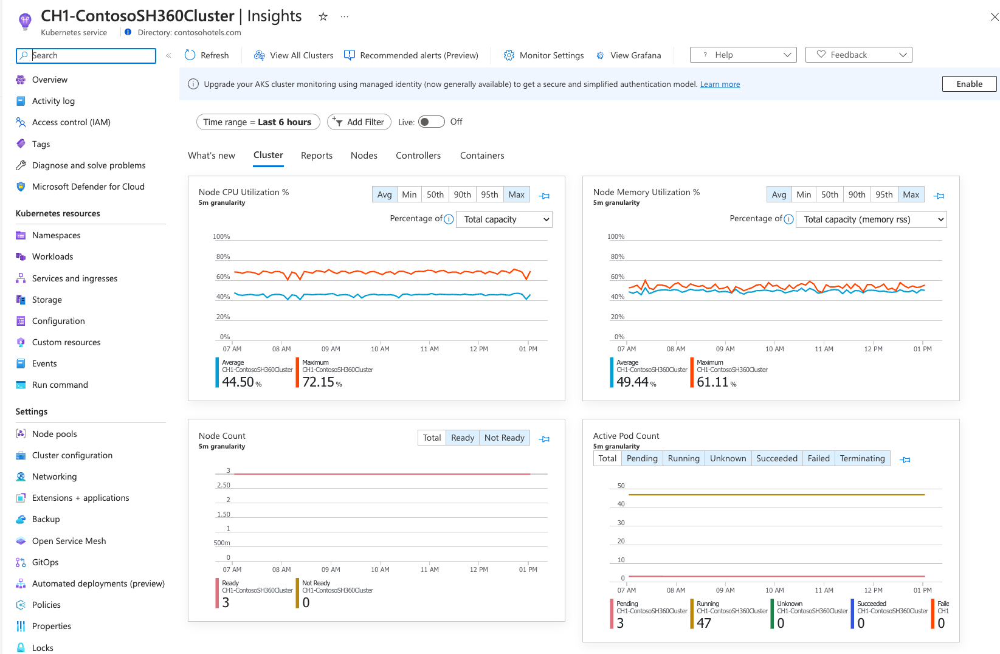 CH1-ContosoSH360Cluster | Insights ☆ ...
Kubernetes service Directory: contosohotels.com
Search
«
Refresh
View All Clusters
Recommended alerts (Preview)
Monitor Settings
View Grafana
? Help
Feedback
Upgrade your AKS cluster monitoring using managed identity (now generally available) to get a secure and simplified authentication model. Learn more
Enable
Overview
Activity log
Access control (IAM)
Tags
Diagnose and solve problems
Microsoft Defender for Cloud
Kubernetes resources
Namespaces
Workloads
Services and ingresses
Storage
Configuration
Custom resources
Events
Run command
Settings
Node pools
Cluster configuration
Networking
Extensions + applications
Backup
Open Service Mesh
GitOps
Automated deployments (preview)
Policies
Properties
Locks
Time range = Last 6 hours
Add Filter
Live: Off
What's new Cluster Reports Nodes Controllers Containers
Node CPU Utilization %
5m granularity
Avg Min 50th 90th 95th Max
Percentage of Total capacity
100%
80%
60%
40%
20%
0%
07 AM 08 AM 09 AM 10 AM 11 AM 12 PM 01 PM
Average
CH1-ContosoSH360Cluster
44.50 %
Maximum
CH1-ContosoSH360Cluster
72.15 %
Node Memory Utilization %
5m granularity
Avg Min 50th 90th 95th Max
Percentage of Total capacity (memory rss)
100%
80%
60%
40%
20%
0%
07 AM 08 AM 09 AM 10 AM 11 AM 12 PM 01 PM
Average
CH1-ContosoSH360Cluster
49.44 %
Maximum
CH1-ContosoSH360Cluster
61.11 %
Node Count
5m granularity
Total Ready Not Ready
3
2.50
2
1.50
1
500m
0
07 AM 08 AM 09 AM 10 AM 11 AM 12 PM 01 PM
Ready
CH1-ContosoSH360Cluster
3
Not Ready
CH1-ContosoSH360Cluster
0
Active Pod Count
5m granularity
Total Pending Running Unknown Succeeded Failed Terminating
50
40
30
20
10
0
07 AM 08 AM 09 AM 10 AM 11 AM 12 PM 01 PM
Pending
CH1-ContosoSH360Cluster
3
Running
CH1-ContosoSH360Cluster
47
Unknown
CH1-ContosoSH360Cluster
0
Succeeded
CH1-ContosoSH360Cluster
0
Faile
CH1
0